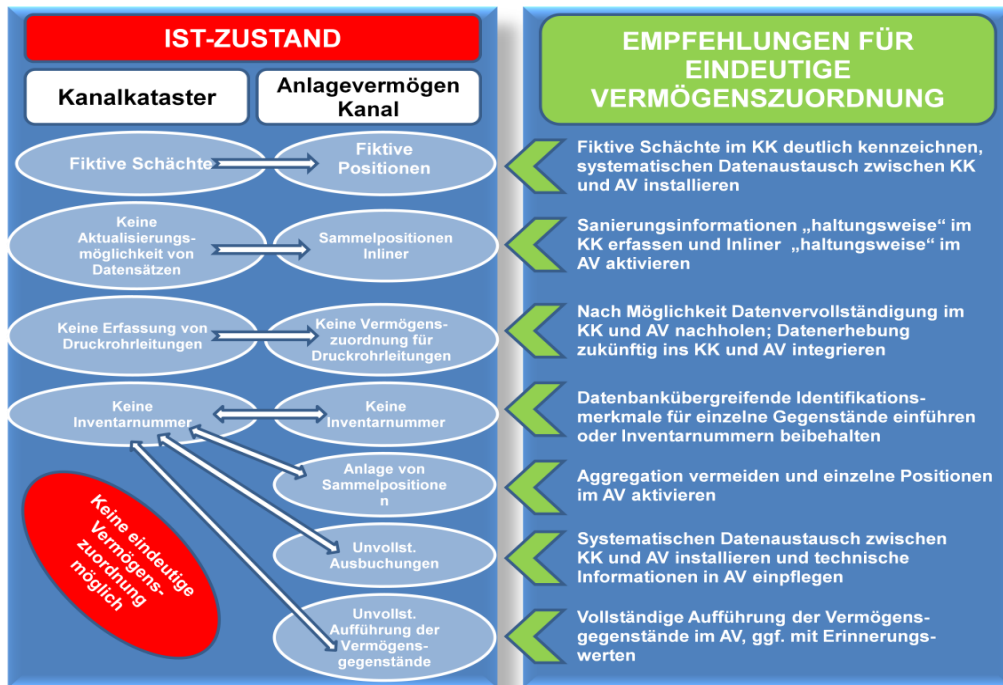 IST-ZUSTAND
Kanalkataster
Anlagevermögen
Kanal
Fiktive Schächte
Fiktive
Positionen
Keine
Aktualisierungs-
möglichkeit von
Datensätzen
Sammelpositionen
Inliner
Keine Erfassung von
Druckrohrleitungen
Keine Vermögens-
zuordnung für
Druckrohrleitungen
Keine
Inventarnummer
Keine
Inventarnummer
Anlage von
Sammelpositione
n
Unvollst.
Ausbuchungen
Unvollst.
Aufführung der
Vermögens-
gegenstände
Keine eindeutige
Vermögens-
zuordnung
möglich
EMPFEHLUNGEN FÜR
EINDEUTIGE
VERMÖGENSZUORDNUNG
Fiktive Schächte im KK deutlich kennzeichnen,
systematischen Datenaustausch zwischen KK
und AV installieren
Sanierungsinformationen „haltungsweise“ im
KK erfassen und Inliner „haltungsweise“ im
AV aktivieren
Nach Möglichkeit Datenvervollständigung im
KK und AV nachholen; Datenerhebung
zukünftig ins KK und AV integrieren
Datenbankübergreifende Identifikations-
merkmale für einzelne Gegenstände einführen
oder Inventarnummern beibehalten
Aggregation vermeiden und einzelne Positionen
im AV aktivieren
Systematischen Datenaustausch zwischen
KK und AV installieren und technische
Informationen in AV einpflegen
Vollständige Aufführung der Vermögens-
gegenstände im AV, ggf. mit Erinnerungs-
werten